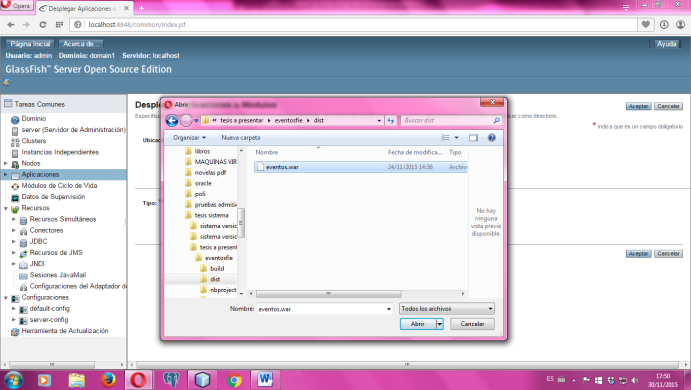 Opera
Desplegar Aplicaciones o
localhost:4848/common/index.jsf
Página Inicial
Acerca de...
Ayuda
Usuario: admin Dominio: domain1 Servidor: localhost
GlassFish™ Server Open Source Edition
Tareas Comunes
Dominio
server (Servidor de Administración)
Clusters
Instancias Independientes
Nodos
Aplicaciones
Módulos de Ciclo de Vida
Datos de Supervisión
Recursos
Recursos Simultáneos
Conectores
JDBC
Recursos de JMS
JNDI
Sesiones JavaMail
Configuraciones del Adaptador de
Configuraciones
default-config
server-config
Herramienta de Actualización
Aceptar
Cancelar
como directorio.
* Indica que es un campo obligatorio
Tipo:
Aceptar
Cancelar
Abrir
tesis a presentar
eventosfie
dist
Buscar dist
Organizar
Nueva carpeta
libros
MAQUINAS VIR
novelas pdf
oracle
poli
pruebas admisi
tesis sistema
sistema versic
sistema versic
tesis a present
eventosfie
build
dist
nbproject
Nombre
Fecha de modifica...
Tipo
eventos.war
24/11/2015 14:36
Archivo
No hay
ninguna
vista previa
disponible.
Nombre:
eventos.war
Todos los archivos
Abrir
Cancelar
ES
17:50
30/11/2015